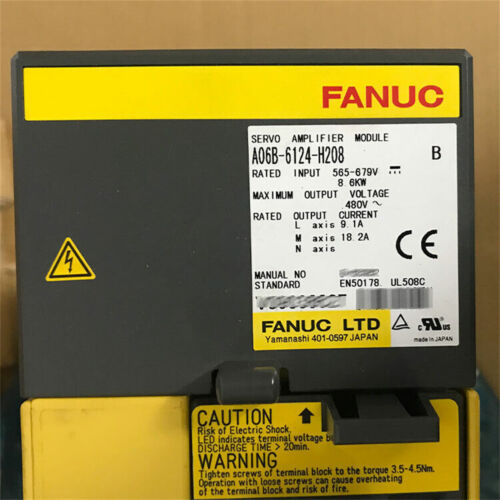 FANUC
SERVO AMPLIFIER MODULE
A06B-6124-H208 B
RATED INPUT 565-679V ⎓
8.6KW
MAXIMUM OUTPUT VOLTAGE
480V ~
RATED OUTPUT CURRENT
L axis 9.1A
M axis 18.2A
N axis
CE
MANUAL NO
STANDARD EN50178 UL508C
FANUC LTD
Yamanashi 401-0597 JAPAN
c UR us
MADE IN JAPAN
CAUTION
Risk of Electric Shock.
LED indicates terminal voltage
DISCHARGE TIME > 20min.
WARNING
Tighten screws of terminal block to the torque 3.5-4.5Nm.
Operation with loose screws can cause overheating
of the terminal block and risk of fire.